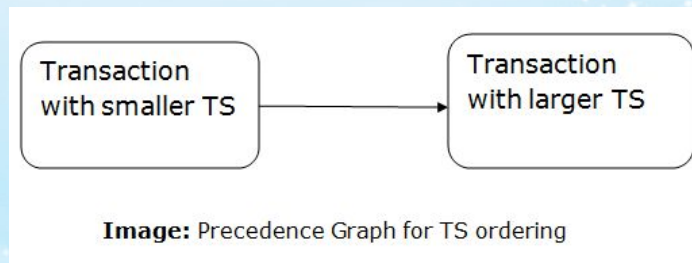 Transaction
with smaller TS
Transaction
with larger TS
Image: Precedence Graph for TS ordering